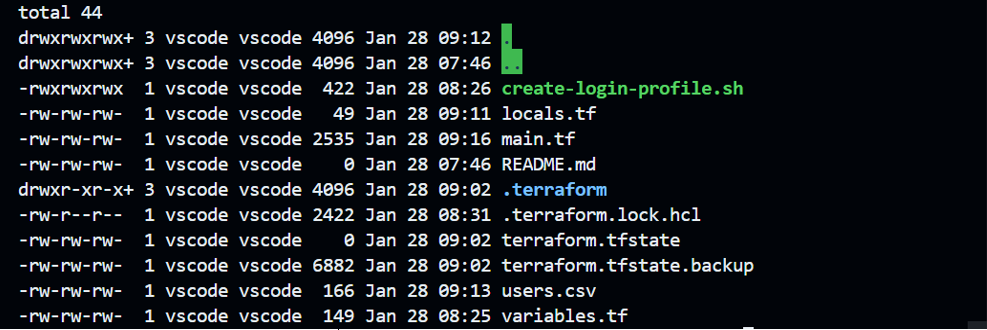 total 44
drwxrwxrwx+ 3 vscode vscode 4096 Jan 28 09:12 .
drwxrwxrwx+ 3 vscode vscode 4096 Jan 28 07:46 ..
-rwxrwxrwx  1 vscode vscode  422 Jan 28 08:26 create-login-profile.sh
-rw-rw-rw-  1 vscode vscode   49 Jan 28 09:11 locals.tf
-rw-rw-rw-  1 vscode vscode 2535 Jan 28 09:16 main.tf
-rw-rw-rw-  1 vscode vscode    0 Jan 28 07:46 README.md
drwxr-xr-x+ 3 vscode vscode 4096 Jan 28 09:02 .terraform
-rw-r--r--  1 vscode vscode 2422 Jan 28 08:31 .terraform.lock.hcl
-rw-rw-rw-  1 vscode vscode    0 Jan 28 09:02 terraform.tfstate
-rw-rw-rw-  1 vscode vscode 6882 Jan 28 09:02 terraform.tfstate.backup
-rw-rw-rw-  1 vscode vscode  166 Jan 28 09:13 users.csv
-rw-rw-rw-  1 vscode vscode  149 Jan 28 08:25 variables.tf